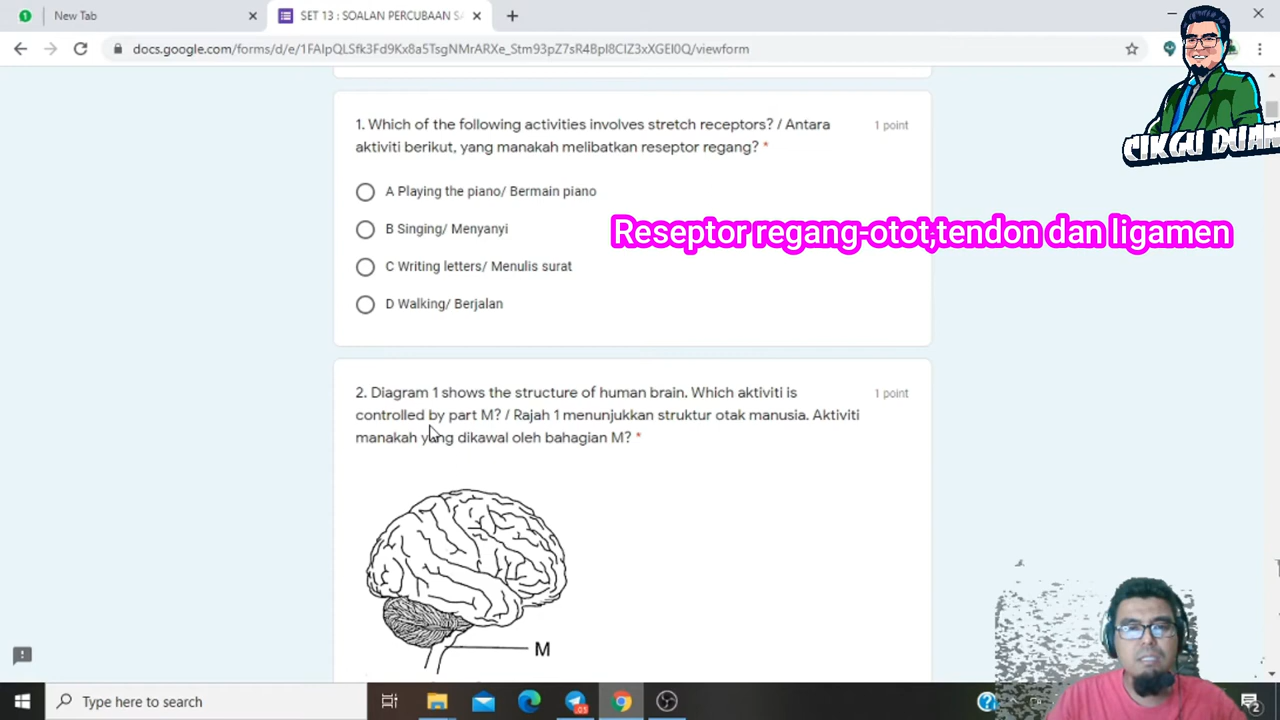 New Tab
SET 13 : SOALAN PERCUBAAN S
docs.google.com/forms/d/e/1FAIpQLSfk3Fd9Kx8a5TsgNMrARXe_Stm93pZ7sR4BpI8CIZ3xXGEI0Q/viewform
CIKGU DUAN
1. Which of the following activities involves stretch receptors? / Antara
aktiviti berikut, yang manakah melibatkan reseptor regang? *
1 point
A Playing the piano/ Bermain piano
B Singing/ Menyanyi
Reseptor regang-otot,tendon dan ligamen
C Writing letters/ Menulis surat
D Walking/ Berjalan
2. Diagram 1 shows the structure of human brain. Which aktiviti is
controlled by part M? / Rajah 1 menunjukkan struktur otak manusia. Aktiviti
manakah yang dikawal oleh bahagian M? *
1 point
M
Type here to search
05
2